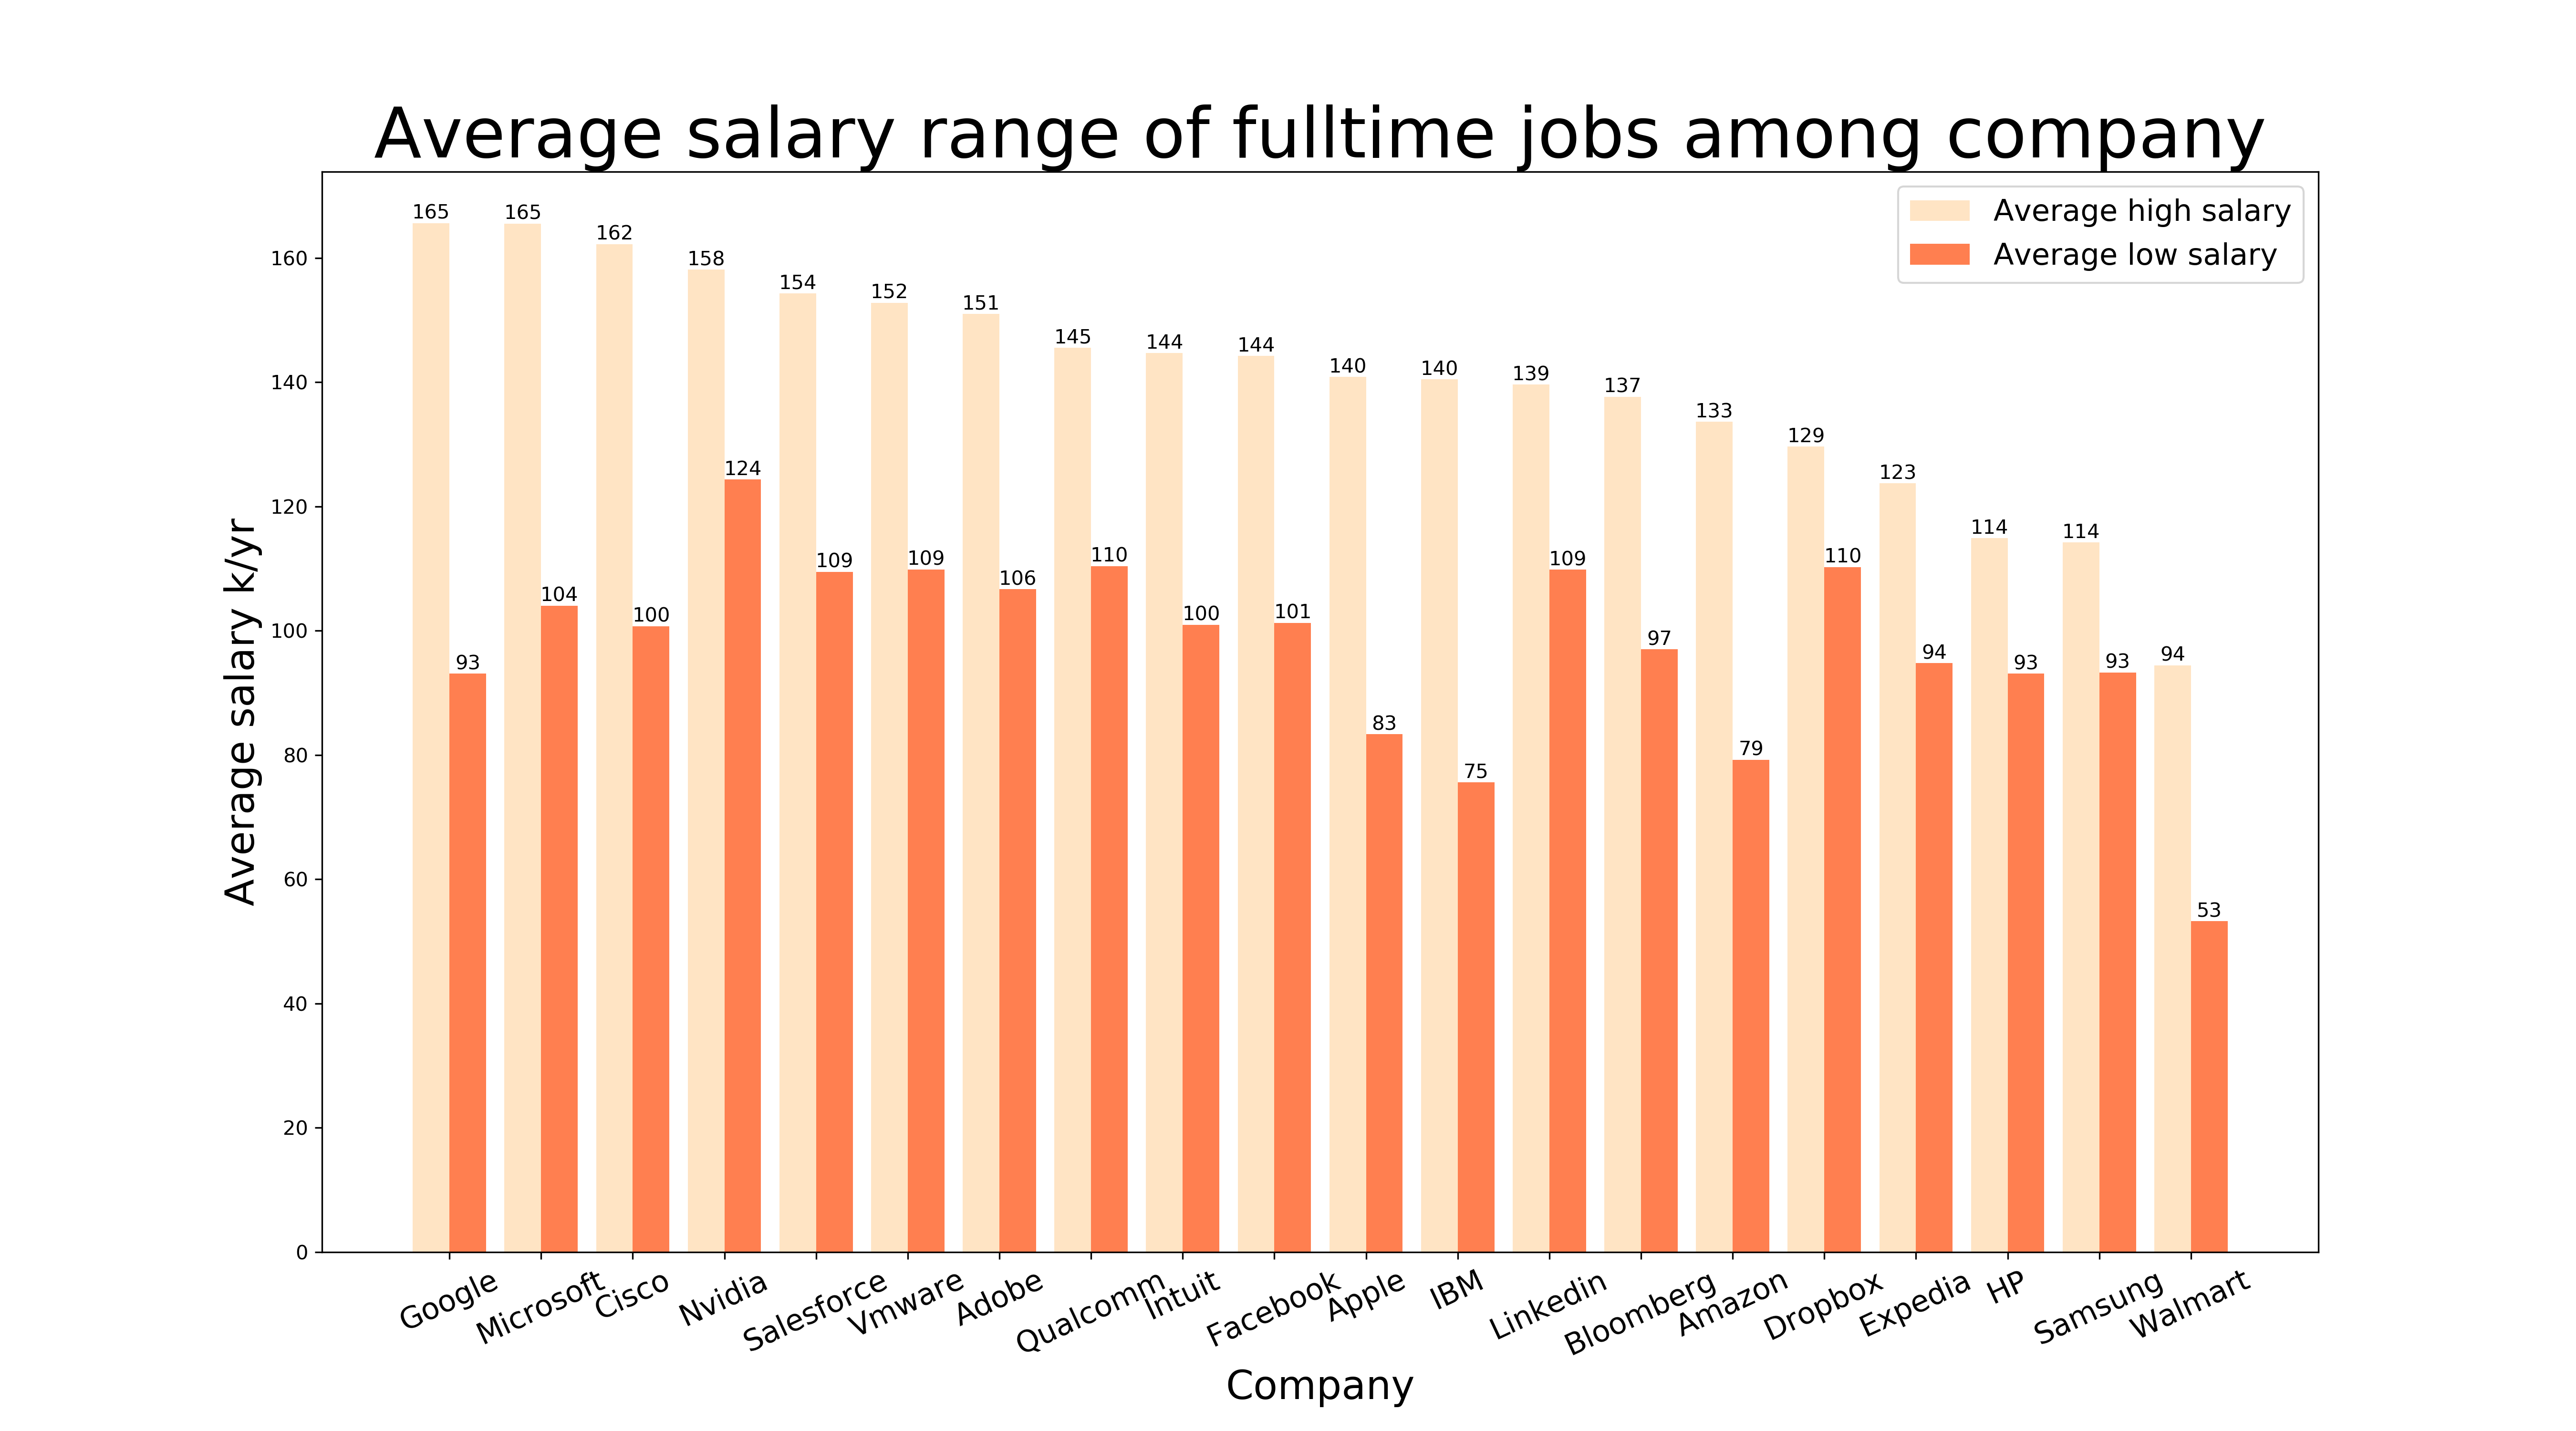 Average salary range of fulltime jobs among company
Average high salary
Average low salary
Average salary k/yr
160
140
120
100
80
60
40
20
0
165 93
165 104
162 100
158 124
154 109
152 109
151 106
145 110
144 100
144 101
140 83
140 75
139 109
137 97
133 79
129 110
123 94
114 93
114 93
94 53
Google
Microsoft
Cisco
Nvidia
Salesforce
Vmware
Adobe
Qualcomm
Intuit
Facebook
Apple
IBM
Linkedin
Bloomberg
Amazon
Dropbox
Expedia
HP
Samsung
Walmart
Company